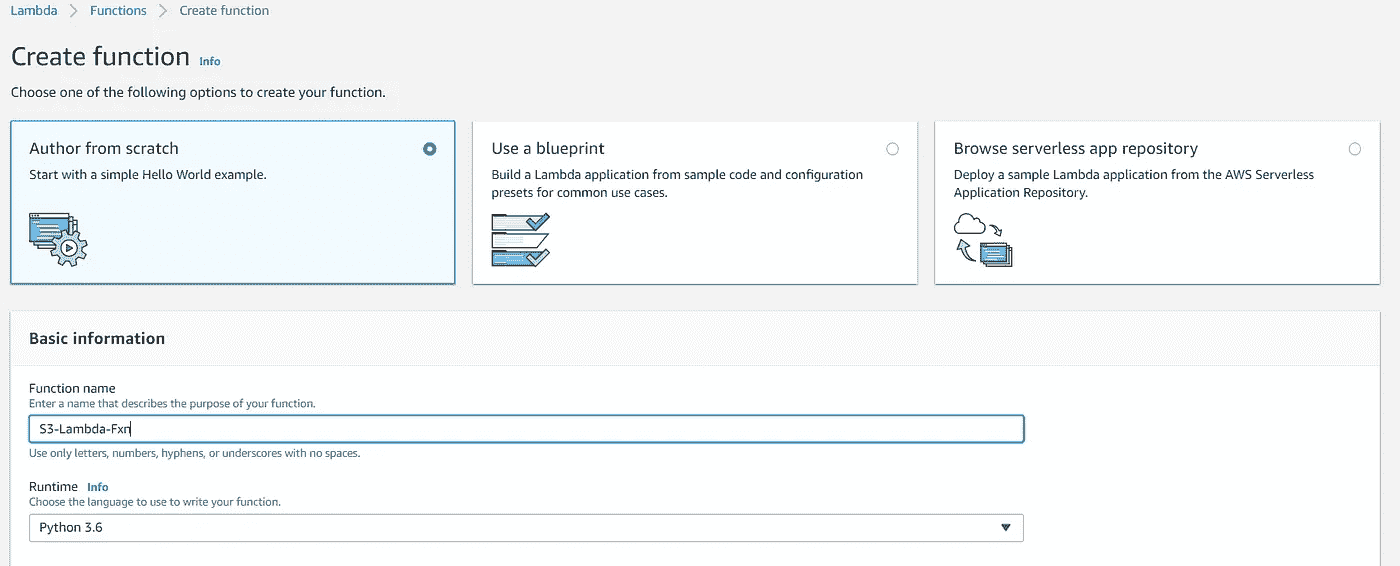 Lambda > Functions > Create function
Create function Info
Choose one of the following options to create your function.
Author from scratch
Start with a simple Hello World example.
Use a blueprint
Build a Lambda application from sample code and configuration
presets for common use cases.
Browse serverless app repository
Deploy a sample Lambda application from the AWS Serverless
Application Repository.
Basic information
Function name
Enter a name that describes the purpose of your function.
S3-Lambda-Fxn
Use only letters, numbers, hyphens, or underscores with no spaces.
Runtime Info
Choose the language to use to write your function.
Python 3.6